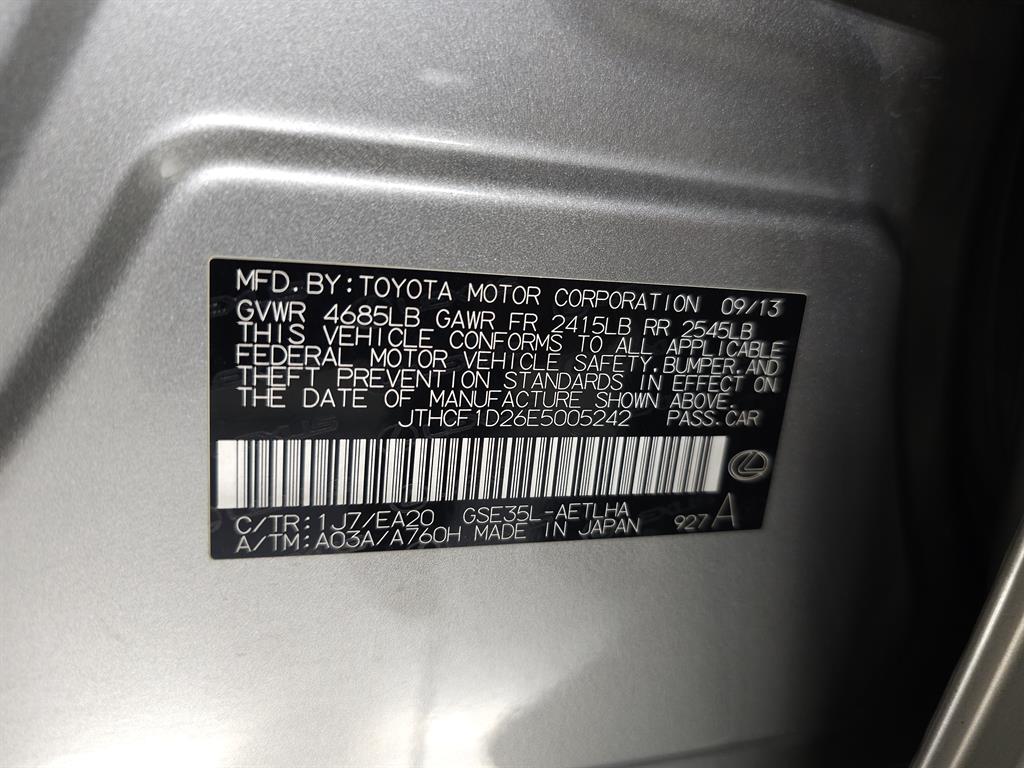 MFD. BY: TOYOTA MOTOR CORPORATION 09/13
GVWR 4685LB GAWR FR 2415LB RR 2545LB
THIS VEHICLE CONFORMS TO ALL APPLICABLE
FEDERAL MOTOR VEHICLE SAFETY, BUMPER, AND
THEFT PREVENTION STANDARDS IN EFFECT ON
THE DATE OF MANUFACTURE SHOWN ABOVE.
JTHCF1D26E5005242 PASS. CAR
C/TR: 1J7/EA20 GSE35L-AETLHA
A/TM: A03A/A760H MADE IN JAPAN 927 A